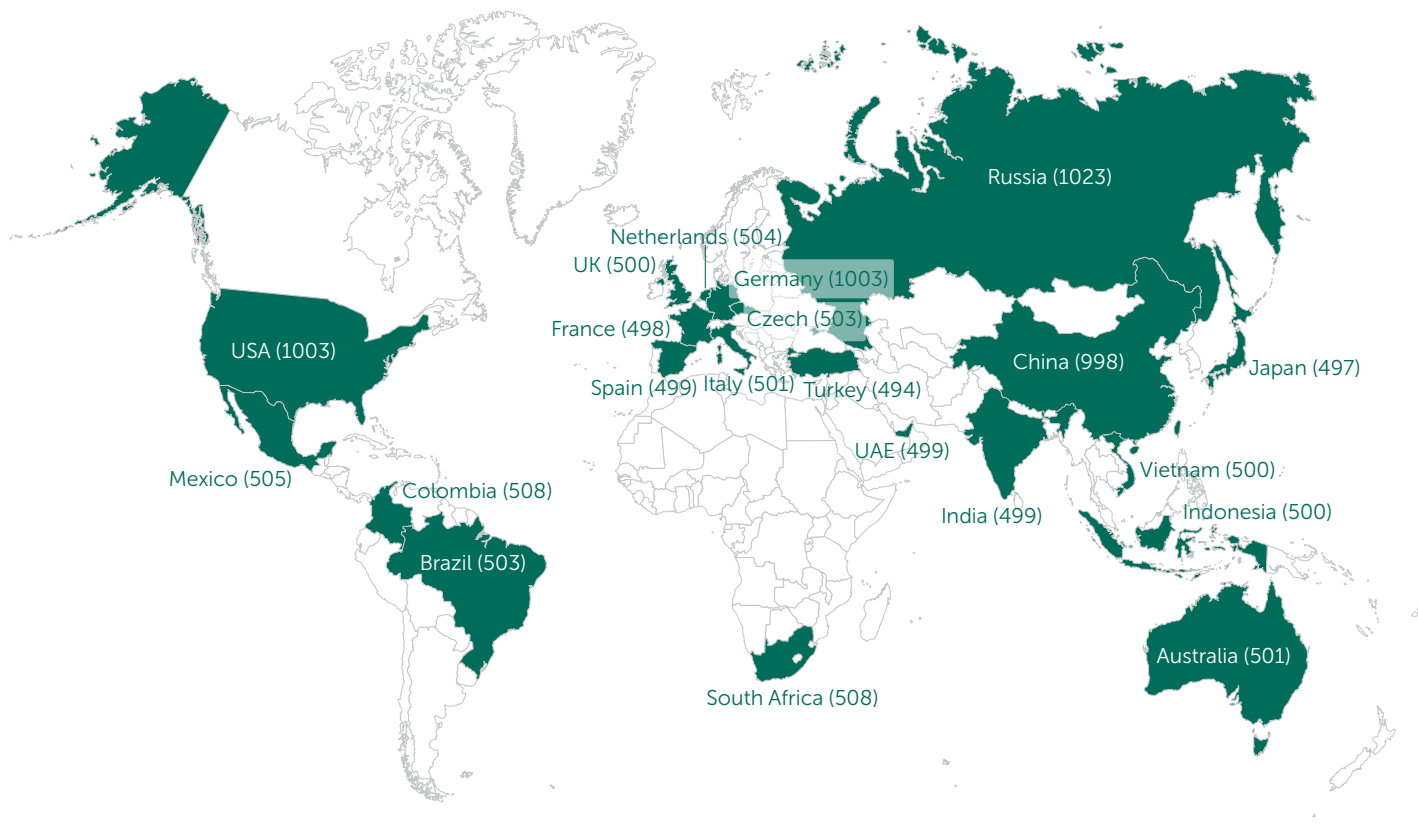 Russia (1023)
Netherlands (504)
UK (500)
Germany (1003)
Czech (503)
France (498)
USA (1003)
China (998)
Japan (497)
Spain (499)
Italy (501)
Turkey (494)
UAE (499)
Vietnam (500)
Mexico (505)
Colombia (508)
India (499)
Indonesia (500)
Brazil (503)
Australia (501)
South Africa (508)